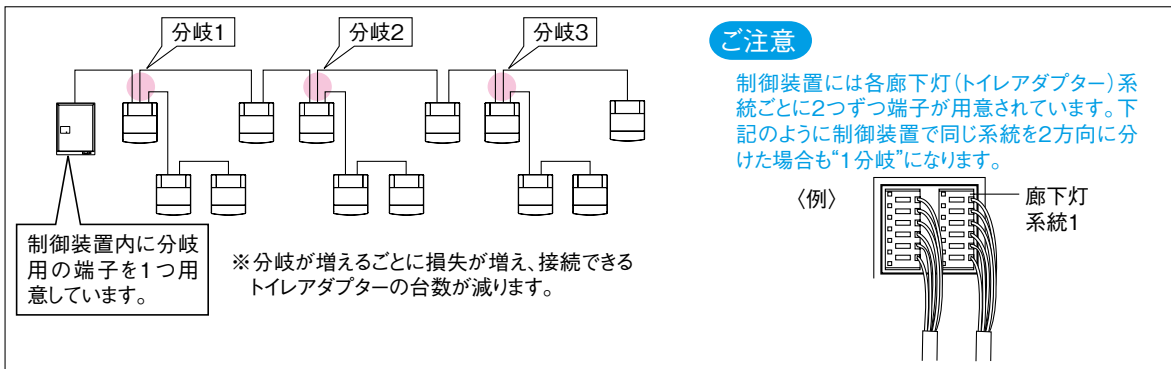 分岐1
分岐2
分岐3
制御装置内に分岐
用の端子を1つ用
意しています。
※分岐が増えるごとに損失が増え、接続できる
トイレアダプターの台数が減ります。
ご注意
制御装置には各廊下灯(トイレアダプター)系
統ごとに2つずつ端子が用意されています。下
記のように制御装置で同じ系統を2方向に分
けた場合も“1分岐”になります。
〈例〉
廊下灯
系統1